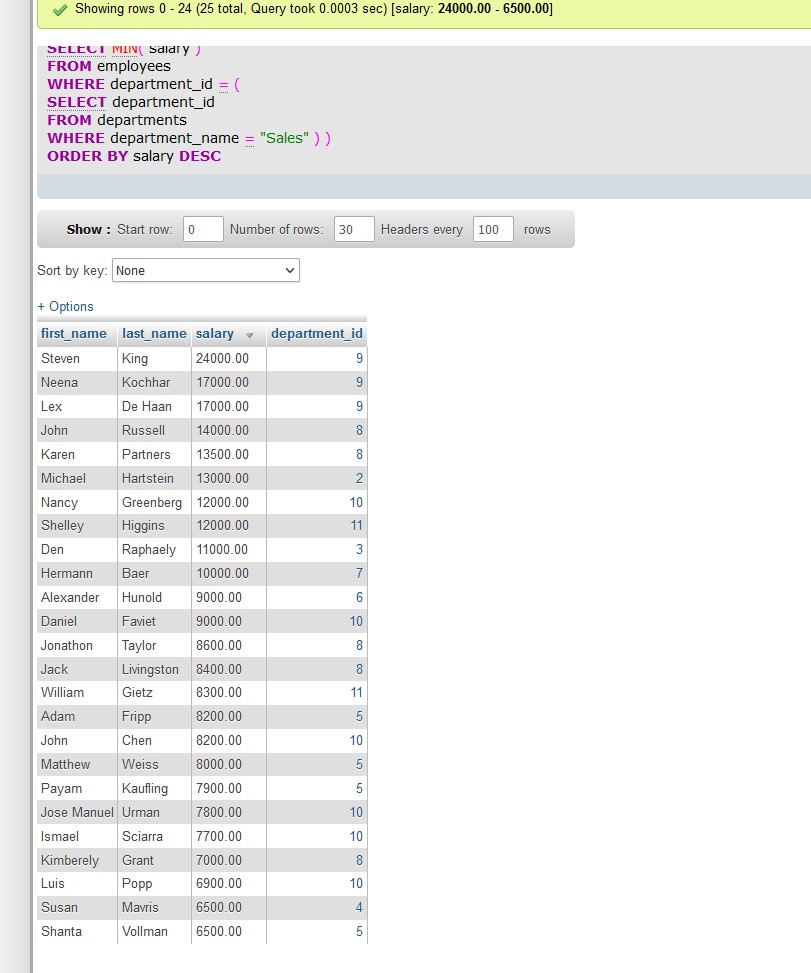 Showing rows 0 - 24 (25 total, Query took 0.0003 sec) [salary: 24000.00 - 6500.00]
SELECT MIN( salary )
FROM employees
WHERE department_id = (
SELECT department_id
FROM departments
WHERE department_name = "Sales" ) )
ORDER BY salary DESC
Show : Start row: 0 Number of rows: 30 Headers every 100 rows
Sort by key: None
+ Options
first_name last_name salary department_id
Steven King 24000.00 9
Neena Kochhar 17000.00 9
Lex De Haan 17000.00 9
John Russell 14000.00 8
Karen Partners 13500.00 8
Michael Hartstein 13000.00 2
Nancy Greenberg 12000.00 10
Shelley Higgins 12000.00 11
Den Raphaely 11000.00 3
Hermann Baer 10000.00 7
Alexander Hunold 9000.00 6
Daniel Faviet 9000.00 10
Jonathon Taylor 8600.00 8
Jack Livingston 8400.00 8
William Gietz 8300.00 11
Adam Fripp 8200.00 5
John Chen 8200.00 10
Matthew Weiss 8000.00 5
Payam Kaufling 7900.00 5
Jose Manuel Urman 7800.00 10
Ismael Sciarra 7700.00 10
Kimberely Grant 7000.00 8
Luis Popp 6900.00 10
Susan Mavris 6500.00 4
Shanta Vollman 6500.00 5